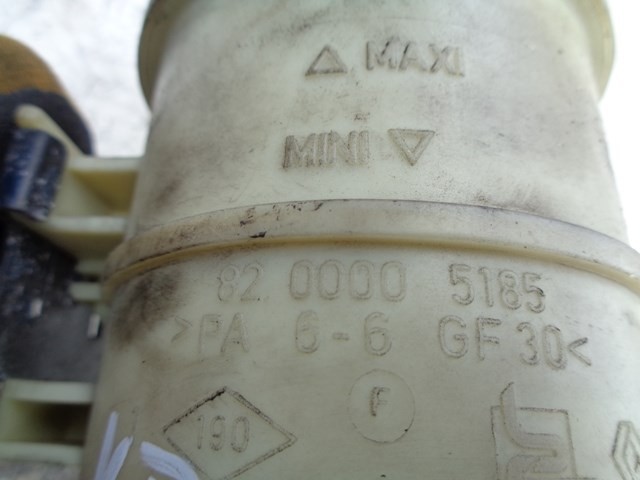 △ MAXI
MINI ▽
82 0000 5185
>PA 6-6 GF30<
190 F